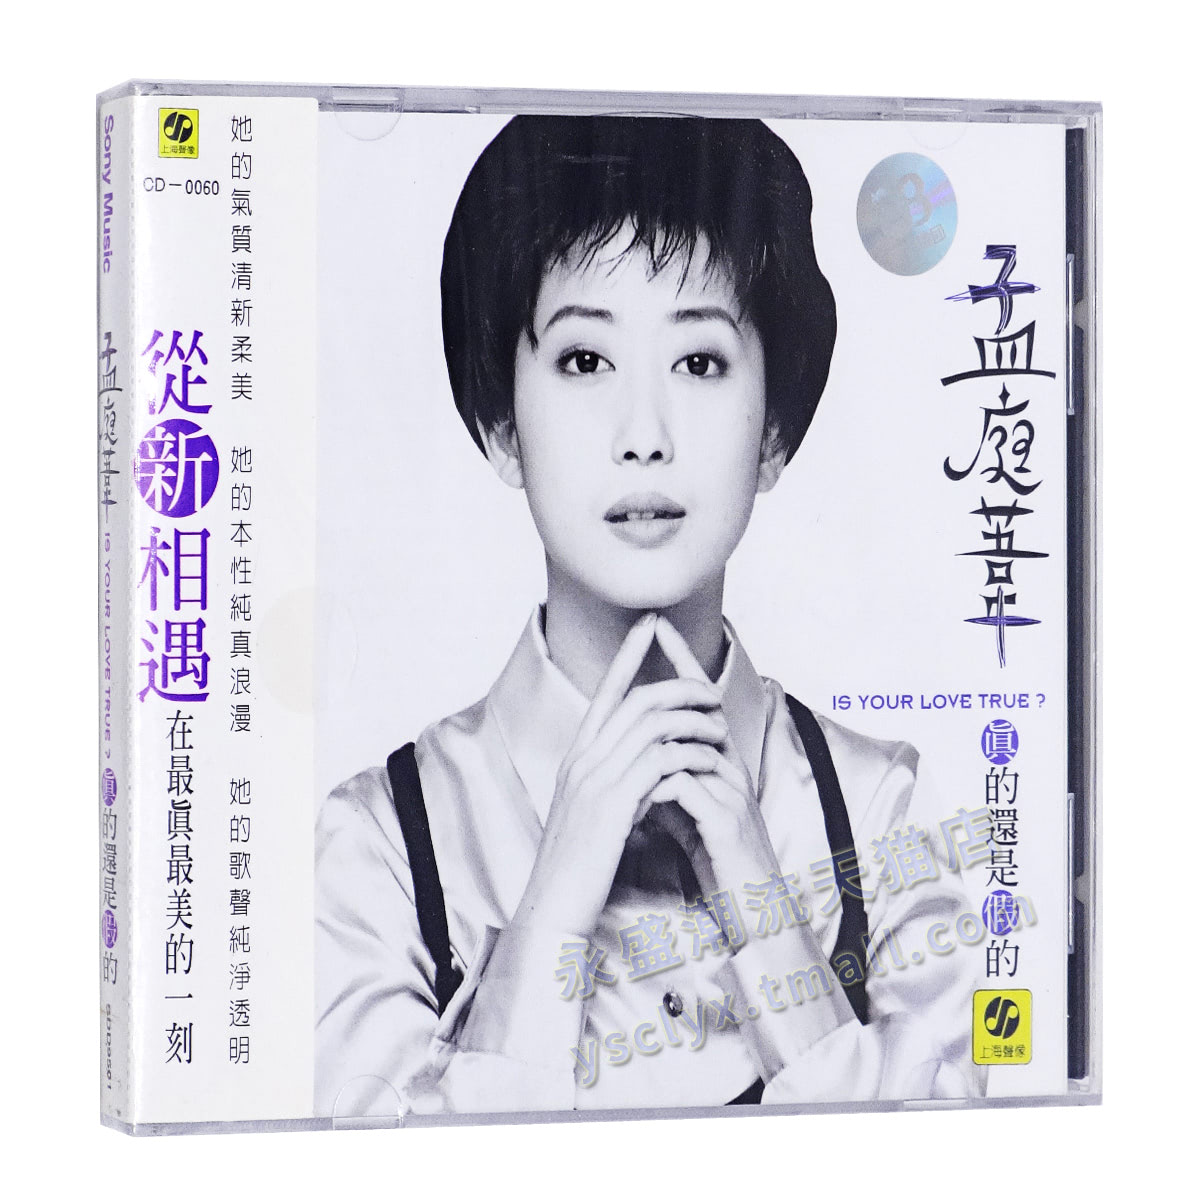 Sony Music
孟庭葦
IS YOUR LOVE TRUE ?
眞的還是假的
上海聲像
CD－0060
從新相遇
在最眞最美的一刻
她的氣質清新柔美 她的本性純真浪漫 她的歌聲純淨透明
孟庭葦
IS YOUR LOVE TRUE ?
眞的還是假的
上海聲像
永盛潮流天猫店
ysclyx.tmall.com